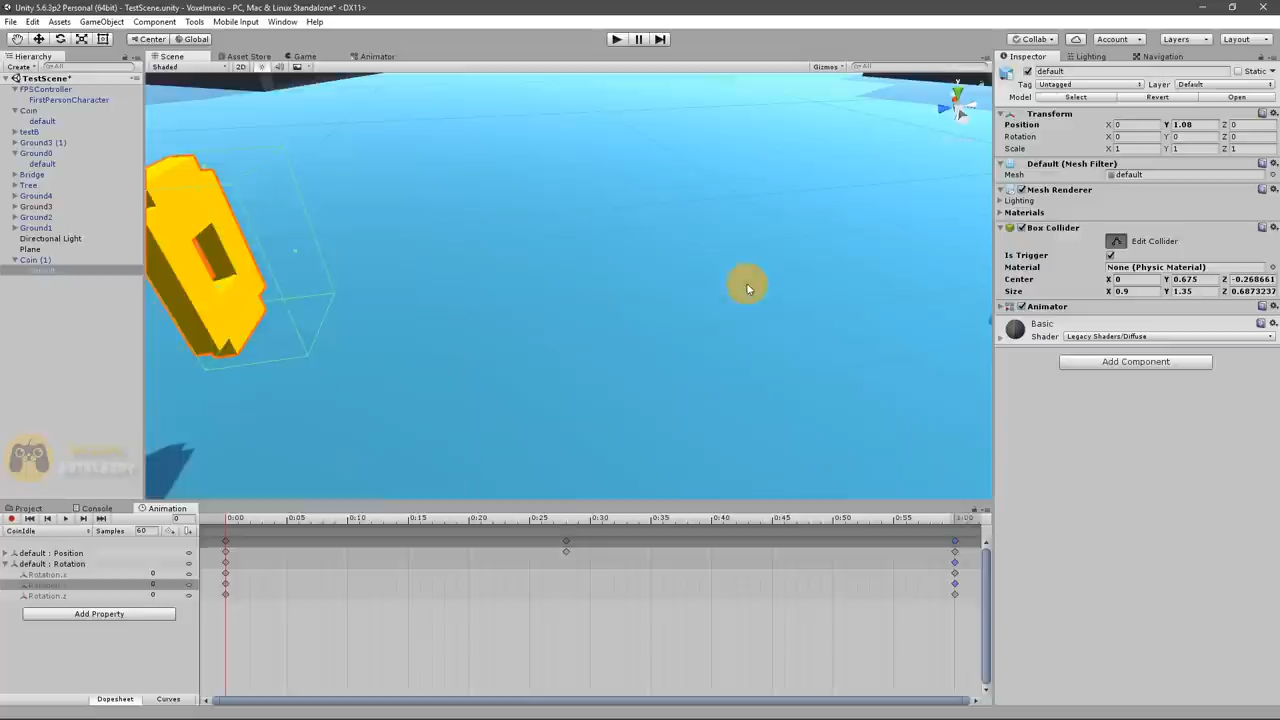 Unity 5.6.3p2 Personal (64bit) - TestScene.unity - Voxelmario - PC, Mac & Linux Standalone* <DX11>
File Edit Assets GameObject Component Tools Mobile Input Window Help
Center Global Collab Account Layers Layout
Hierarchy Scene Asset Store Game Animator Inspector Lighting Navigation
Create All Shaded 2D Gizmos All default Static
TestScene* Tag Untagged Layer Default
FPSController Model Select Revert Open
FirstPersonCharacter
Coin Transform
default Position X 0 Y 1.08 Z 0
testB Rotation X 0 Y 0 Z 0
Ground3 (1) Scale X 1 Y 1 Z 1
Ground0 Default (Mesh Filter)
default Mesh default
Bridge Mesh Renderer
Tree Lighting
Ground4 Materials
Ground3 Box Collider
Ground2 Edit Collider
Ground1 Is Trigger
Directional Light Material None (Physic Material)
Plane Center X 0 Y 0.675 Z -0.268661
Coin (1) Size X 0.9 Y 1.35 Z 0.6873237
default Animator
Basic
Shader Legacy Shaders/Diffuse
Add Component
Project Console Animation
0 0:00 0:05 0:10 0:15 0:20 0:25 0:30 0:35 0:40 0:45 0:50 0:55 1:00
CoinIdle Samples 60
default : Position
default : Rotation
Rotation.x 0
0
Rotation.z 0
Add Property
Dopesheet Curves